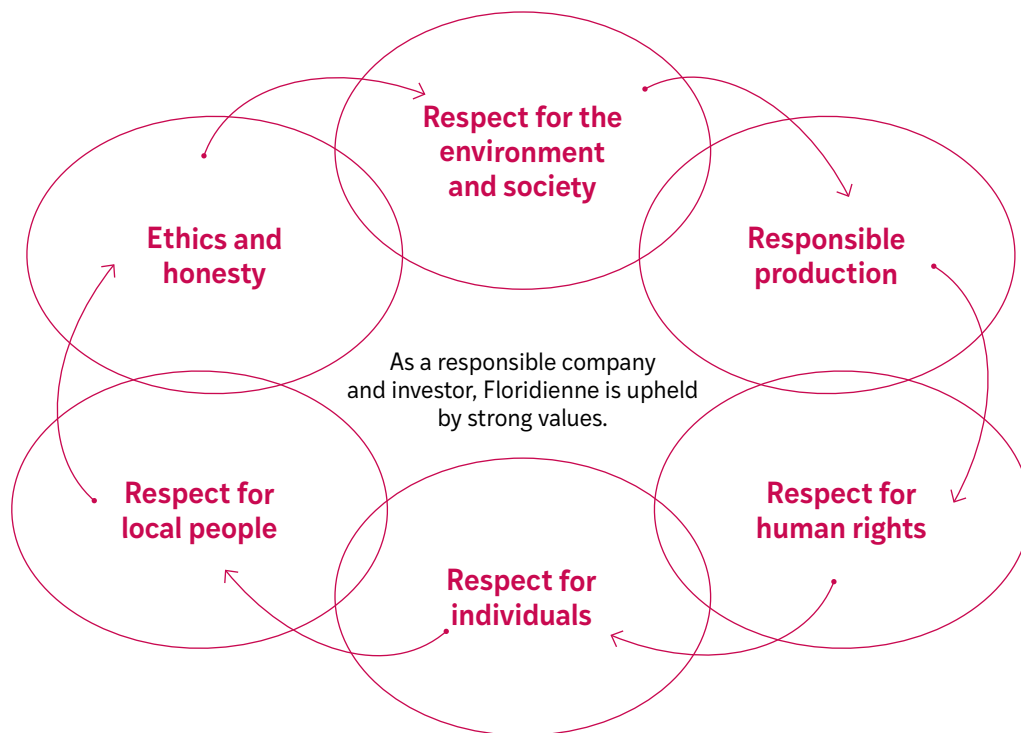 Respect for the
environment
and society
Ethics and
honesty
Responsible
production
As a responsible company
and investor, Floridienne is upheld
by strong values.
Respect for
local people
Respect for
human rights
Respect for
individuals